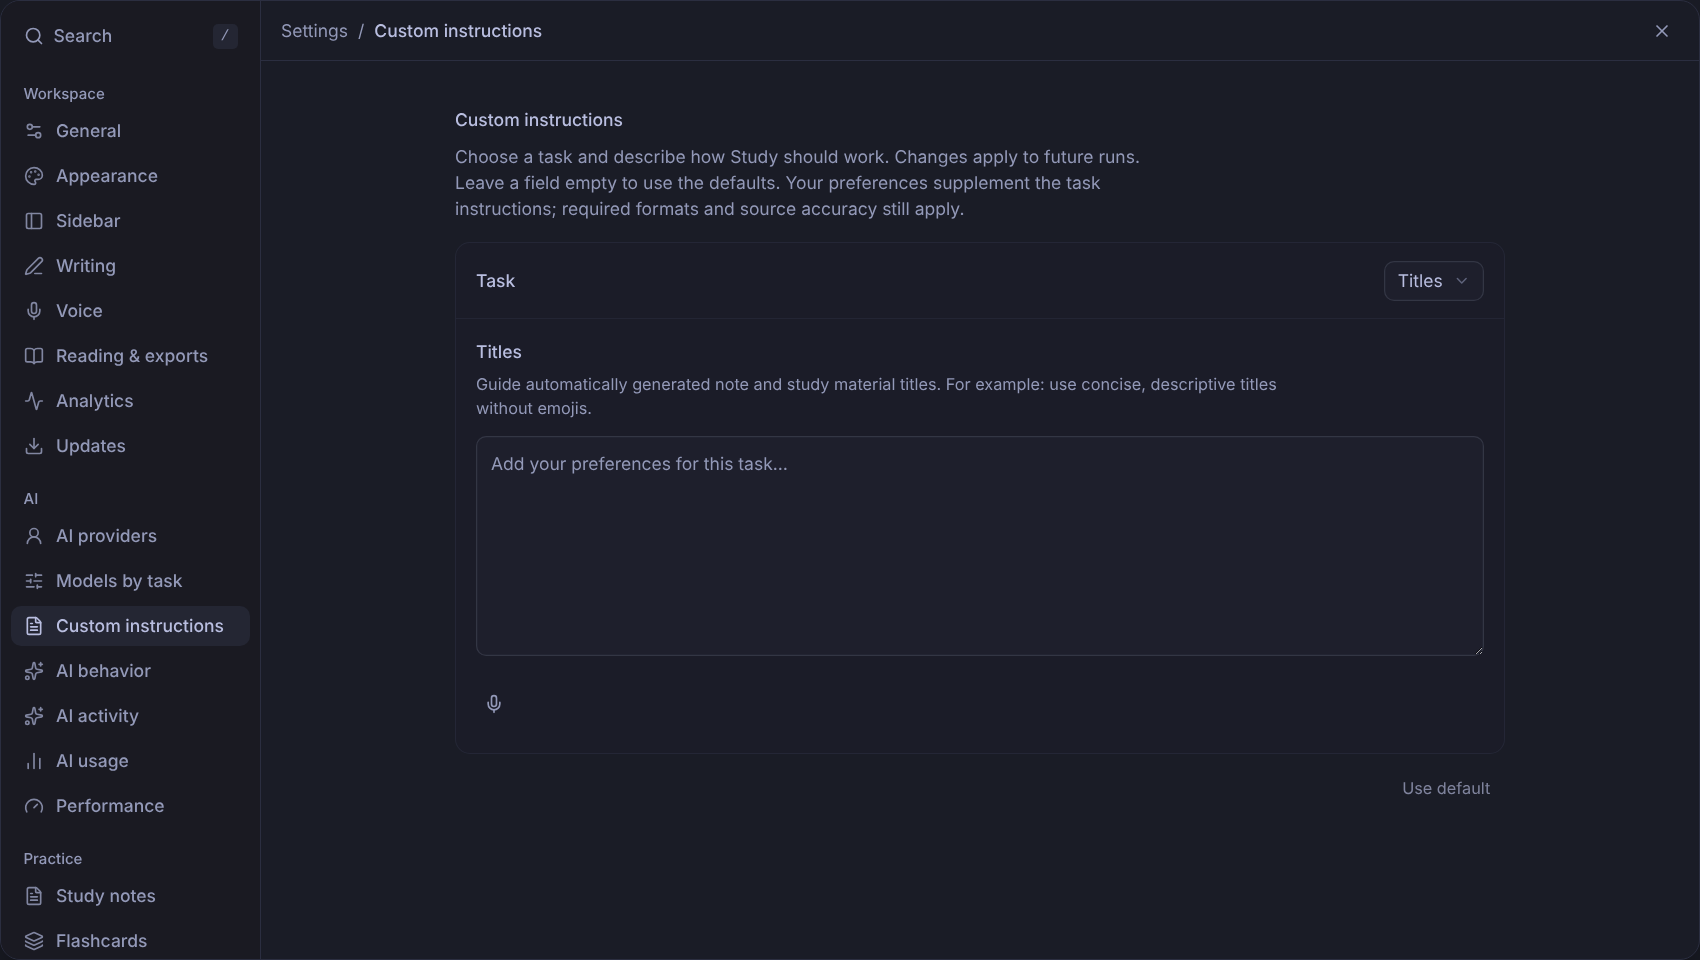 Search /
Workspace
General
Appearance
Sidebar
Writing
Voice
Reading & exports
Analytics
Updates
AI
AI providers
Models by task
Custom instructions
AI behavior
AI activity
AI usage
Performance
Practice
Study notes
Flashcards
Settings / Custom instructions
Custom instructions
Choose a task and describe how Study should work. Changes apply to future runs.
Leave a field empty to use the defaults. Your preferences supplement the task
instructions; required formats and source accuracy still apply.
Task
Titles
Titles
Guide automatically generated note and study material titles. For example: use concise, descriptive titles
without emojis.
Add your preferences for this task...
Use default